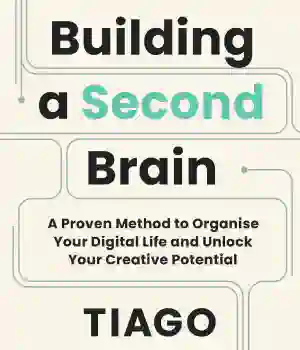 Building
a Second
Brain
A Proven Method to Organise
Your Digital Life and Unlock
Your Creative Potential
TIAGO